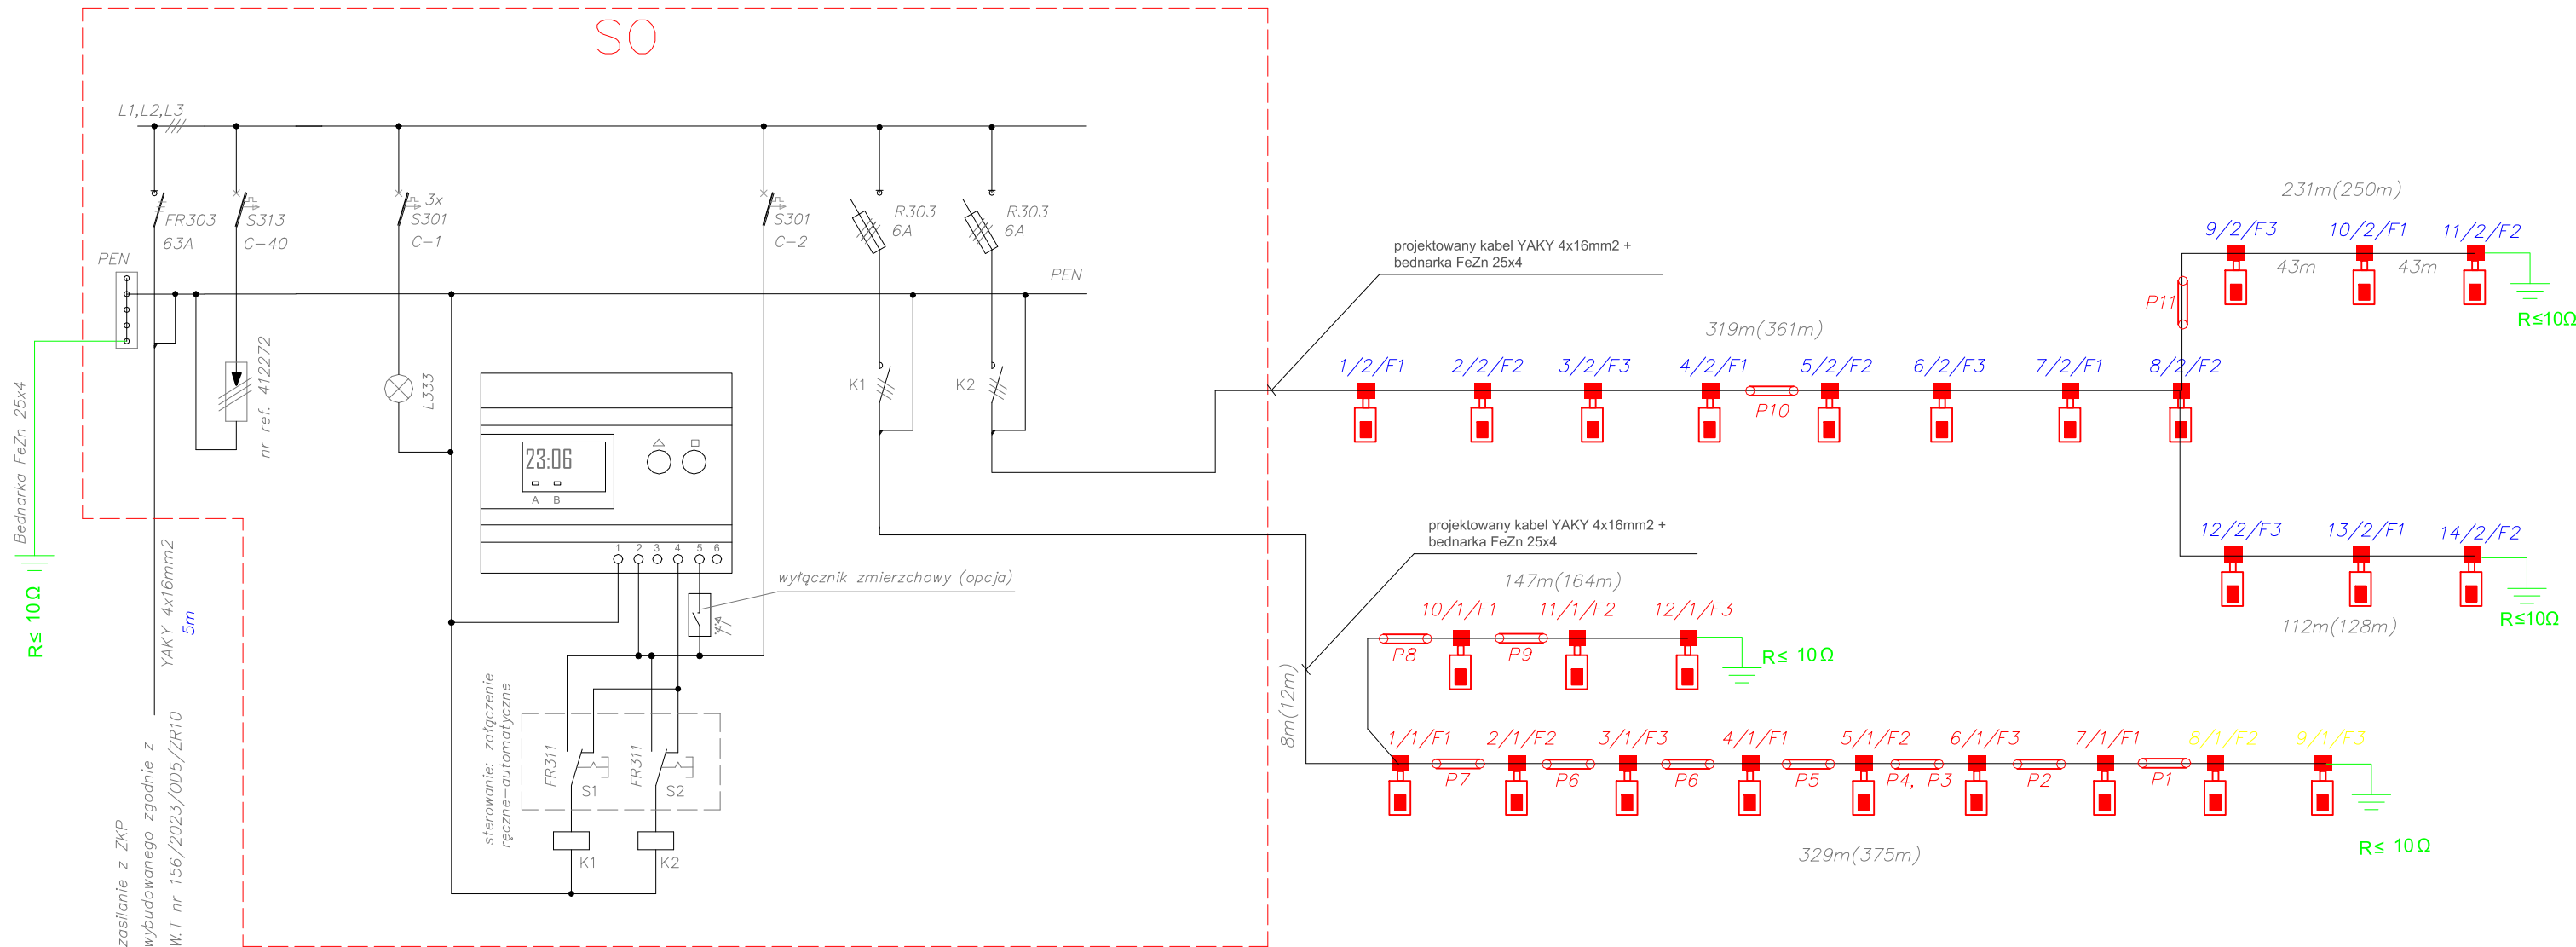 SO
L1,L2,L3
FR303
63A
S313
C-40
3x
S301
C-1
S301
C-2
R303
6A
R303
6A
PEN
PEN
nr ref. 412272
L333
K1
K2
23:06
A B
1 2 3 4 5 6
wyłącznik zmierzchowy (opcja)
Bednarka FeZn 25x4
R≤ 10Ω
YAKY 4x16mm2
5m
zasilanie z ZKP
wybudowanego zgodnie z
W.T nr 156/2023/OD5/ZR10
sterowanie: załączenie
ręczne-automatyczne
FR311
S1
FR311
S2
K1
K2
projektowany kabel YAKY 4x16mm2 +
bednarka FeZn 25x4
319m(361m)
1/2/F1
2/2/F2
3/2/F3
4/2/F1
P10
5/2/F2
6/2/F3
7/2/F1
8/2/F2
P11
231m(250m)
9/2/F3
10/2/F1
11/2/F2
43m
43m
R≤10Ω
12/2/F3
13/2/F1
14/2/F2
112m(128m)
R≤10Ω
projektowany kabel YAKY 4x16mm2 +
bednarka FeZn 25x4
8m(12m)
147m(164m)
10/1/F1
11/1/F2
12/1/F3
P8
P9
R≤ 10Ω
1/1/F1
2/1/F2
3/1/F3
4/1/F1
5/1/F2
6/1/F3
7/1/F1
8/1/F2
9/1/F3
P7
P6
P6
P5
P4, P3
P2
P1
329m(375m)
R≤ 10Ω